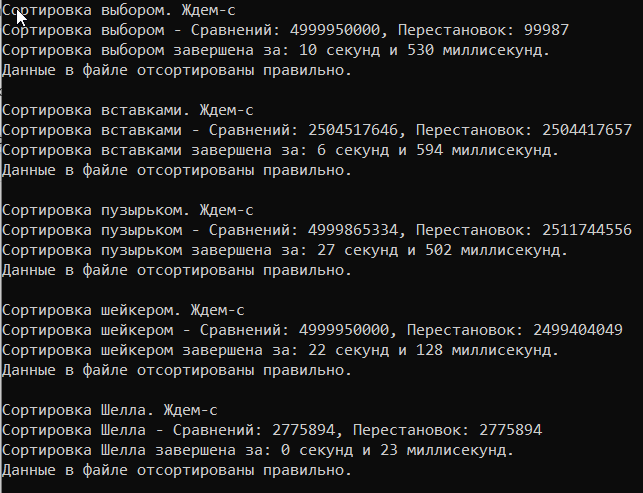 Сортировка выбором. Ждем-с
Сортировка выбором - Сравнений: 4999950000, Перестановок: 99987
Сортировка выбором завершена за: 10 секунд и 530 миллисекунд.
Данные в файле отсортированы правильно.
Сортировка вставками. Ждем-с
Сортировка вставками - Сравнений: 2504517646, Перестановок: 2504417657
Сортировка вставками завершена за: 6 секунд и 594 миллисекунд.
Данные в файле отсортированы правильно.
Сортировка пузырьком. Ждем-с
Сортировка пузырьком - Сравнений: 4999865334, Перестановок: 2511744556
Сортировка пузырьком завершена за: 27 секунд и 502 миллисекунд.
Данные в файле отсортированы правильно.
Сортировка шейкером. Ждем-с
Сортировка шейкером - Сравнений: 4999950000, Перестановок: 2499404049
Сортировка шейкером завершена за: 22 секунд и 128 миллисекунд.
Данные в файле отсортированы правильно.
Сортировка Шелла. Ждем-с
Сортировка Шелла - Сравнений: 2775894, Перестановок: 2775894
Сортировка Шелла завершена за: 0 секунд и 23 миллисекунд.
Данные в файле отсортированы правильно.